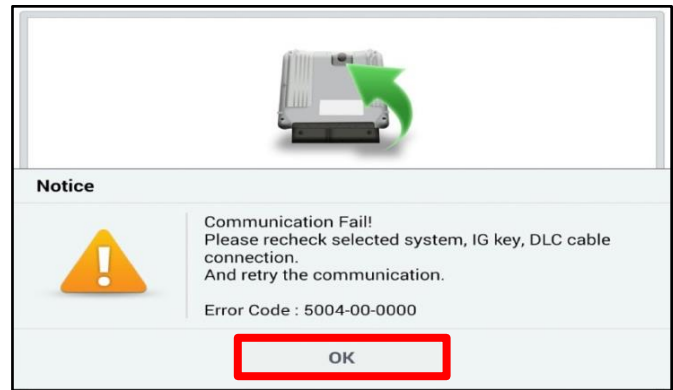 Notice
Communication Fail!
Please recheck selected system, IG key, DLC cable
connection.
And retry the communication.
Error Code : 5004-00-0000
OK